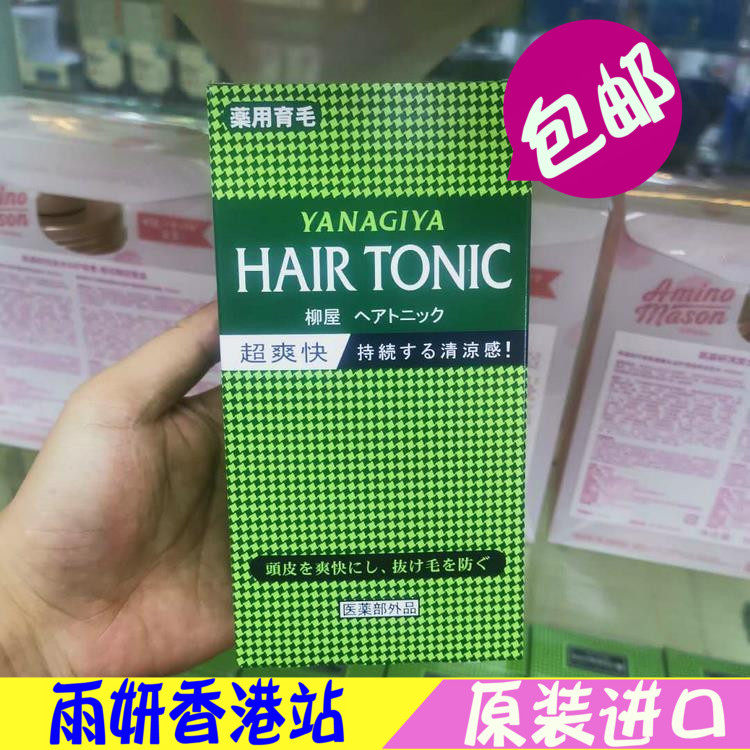 包邮
薬用育毛
YANAGIYA
HAIR TONIC
柳屋 ヘアトニック
超爽快 持続する清涼感!
Amino
Mason
Amino
Mason
頭皮を爽快にし、抜け毛を防ぐ
医薬部外品
雨妍香港站
原装进口